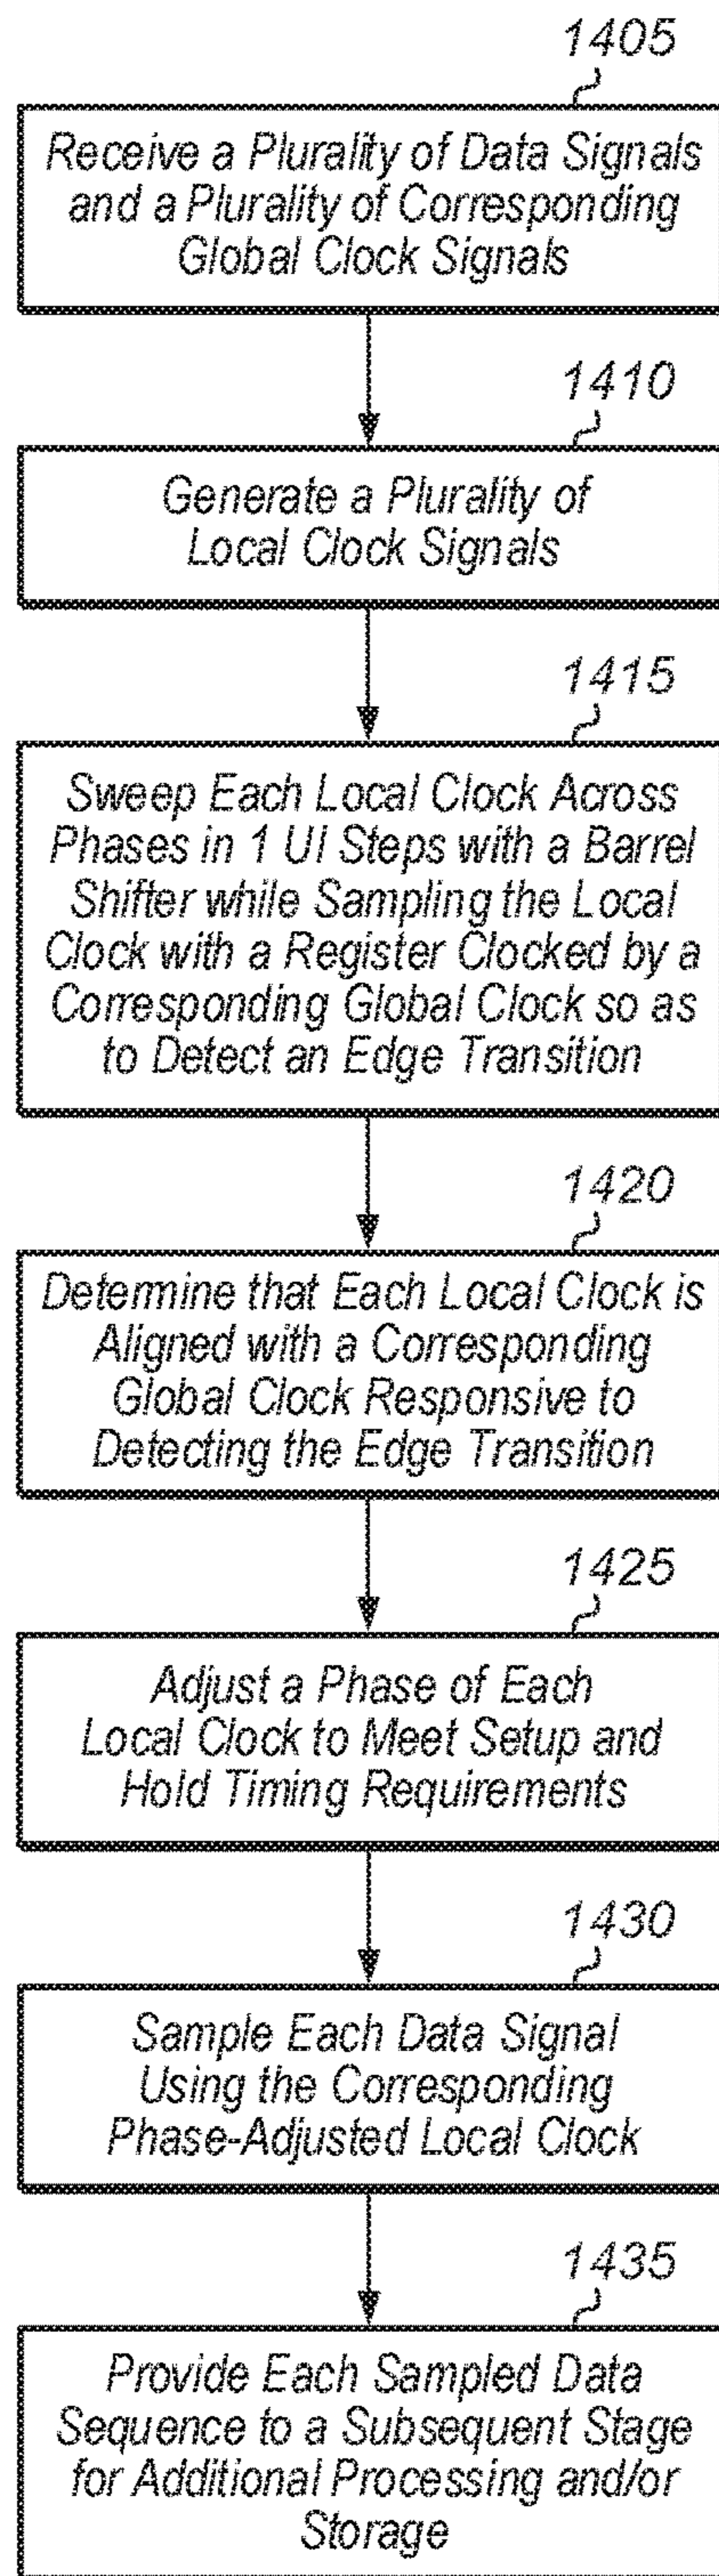 1405
Receive a Plurality of Data Signals
and a Plurality of Corresponding
Global Clock Signals
1410
Generate a Plurality of
Local Clock Signals
1415
Sweep Each Local Clock Across
Phases in 1 UI Steps with a Barrel
Shifter while Sampling the Local
Clock with a Register Clocked by a
Corresponding Global Clock so as
to Detect an Edge Transition
1420
Determine that Each Local Clock is
Aligned with a Corresponding
Global Clock Responsive to
Detecting the Edge Transition
1425
Adjust a Phase of Each
Local Clock to Meet Setup and
Hold Timing Requirements
1430
Sample Each Data Signal
Using the Corresponding
Phase-Adjusted Local Clock
1435
Provide Each Sampled Data
Sequence to a Subsequent Stage
for Additional Processing and/or
Storage